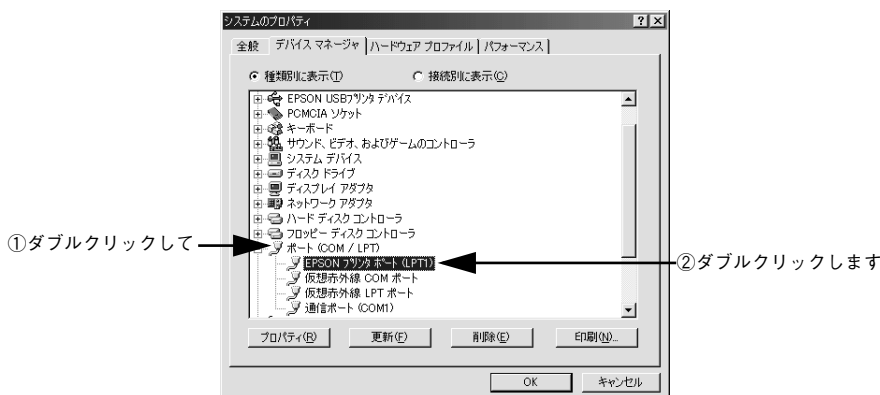 システムのプロパティ
全般 デバイス マネージャ ハードウェア プロファイル パフォーマンス
種類別に表示(T) 接続別に表示(C)
EPSON USBプリンタ デバイス
PCMCIA ソケット
キーボード
サウンド、ビデオ、およびゲームのコントローラ
システム デバイス
ディスク ドライブ
ディスプレイ アダプタ
ネットワーク アダプタ
ハード ディスク コントローラ
フロッピー ディスク コントローラ
①ダブルクリックして
ポート (COM / LPT)
EPSON プリンタ ポート (LPT1)
②ダブルクリックします
仮想赤外線 COM ポート
仮想赤外線 LPT ポート
通信ポート (COM1)
プロパティ(R) 更新(F) 削除(E) 印刷(N)...
OK キャンセル